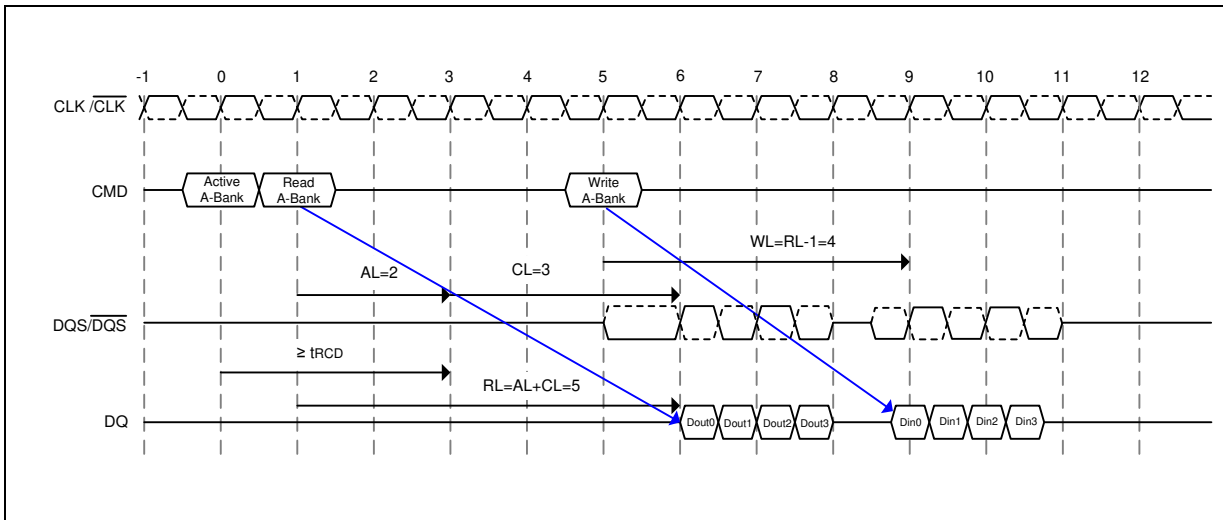 -1 0 1 2 3 4 5 6 7 8 9 10 11 12
CLK /CLK
CMD
Active
A-Bank
Read
A-Bank
Write
A-Bank
WL=RL-1=4
AL=2
CL=3
DQS/DQS
≥ tRCD
RL=AL+CL=5
DQ
Dout0
Dout1
Dout2
Dout3
Din0
Din1
Din2
Din3